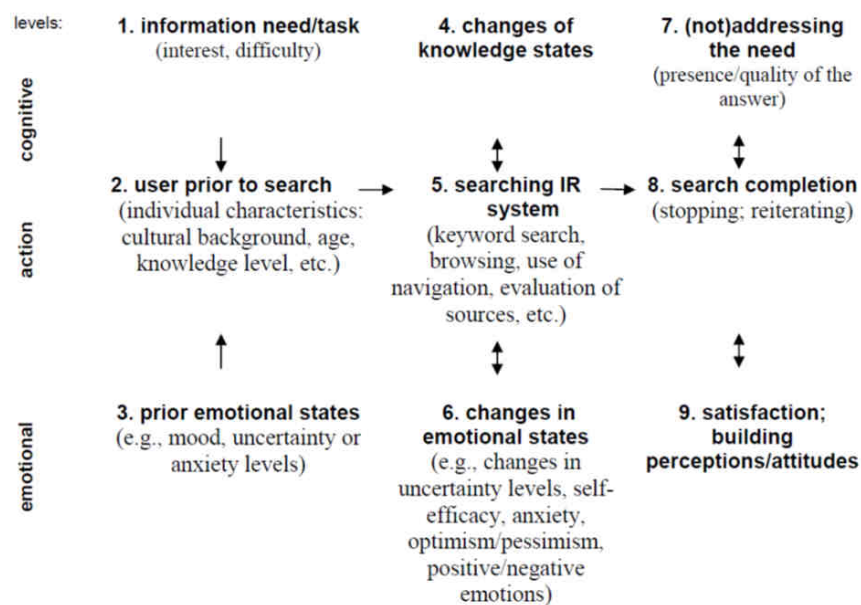 levels:
cognitive
action
emotional
1. information need/task
(interest, difficulty)
2. user prior to search
(individual characteristics:
cultural background, age,
knowledge level, etc.)
3. prior emotional states
(e.g., mood, uncertainty or
anxiety levels)
4. changes of
knowledge states
5. searching IR
system
(keyword search,
browsing, use of
navigation, evaluation of
sources, etc.)
6. changes in
emotional states
(e.g., changes in
uncertainty levels, self-
efficacy, anxiety,
optimism/pessimism,
positive/negative
emotions)
7. (not)addressing
the need
(presence/quality of the
answer)
8. search completion
(stopping; reiterating)
9. satisfaction;
building
perceptions/attitudes